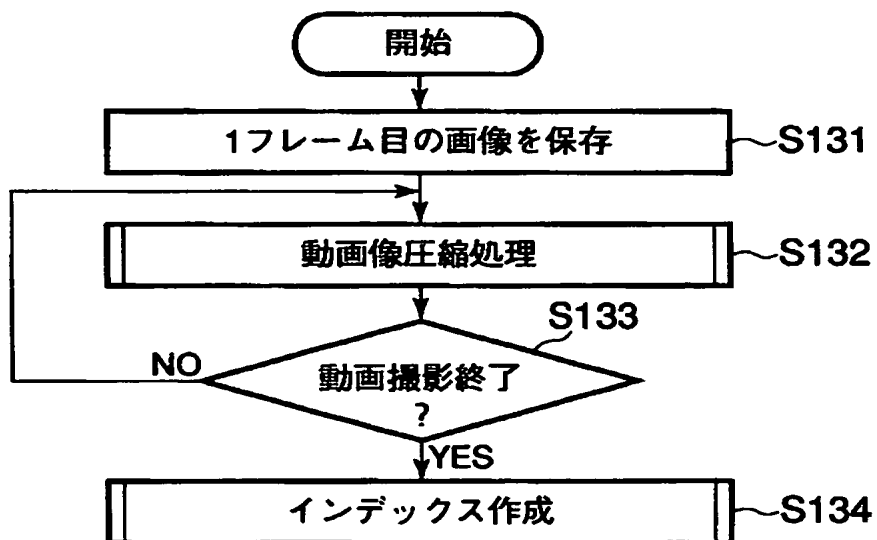 開始
1フレーム目の画像を保存
S131
動画像圧縮処理
S132
S133
NO
動画撮影終了
?
YES
インデックス作成
S134